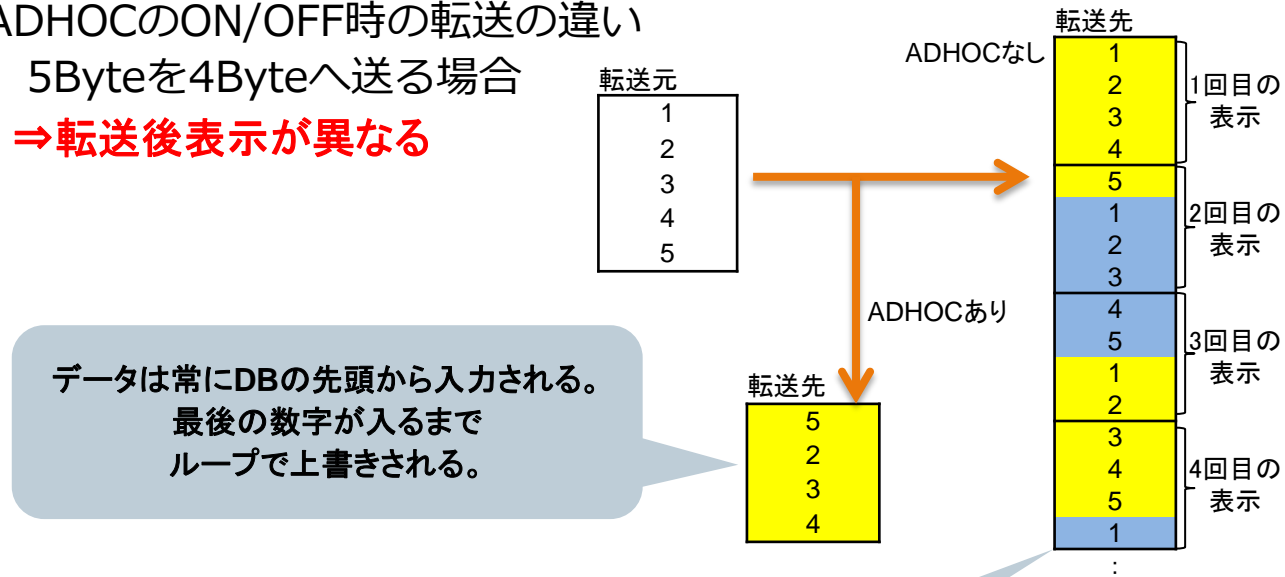 ADHOCのON/OFF時の転送の違い
5Byteを4Byteへ送る場合
⇒転送後表示が異なる
転送元
1
2
3
4
5
ADHOCなし
ADHOCあり
転送先
1
2
3
4
5
1
2
3
4
5
1
2
3
4
5
1
:
1回目の
表示
2回目の
表示
3回目の
表示
4回目の
表示
データは常にDBの先頭から入力される。
最後の数字が入るまで
ループで上書きされる。
転送先
5
2
3
4